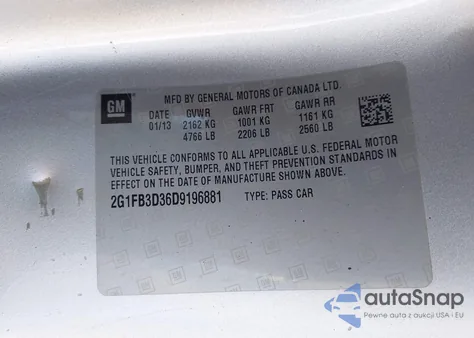 GM
MFD BY GENERAL MOTORS OF CANADA LTD.
DATE GVWR GAWR FRT GAWR RR
01/13 2162 KG 1001 KG 1161 KG
4766 LB 2206 LB 2560 LB
THIS VEHICLE CONFORMS TO ALL APPLICABLE U.S. FEDERAL MOTOR
VEHICLE SAFETY, BUMPER, AND THEFT PREVENTION STANDARDS IN
EFFECT ON THE DATE OF MANUFACTURE SHOWN ABOVE.
2G1FB3D36D9196881 TYPE: PASS CAR
autoSnap
Pewne auta z aukcji USA i EU